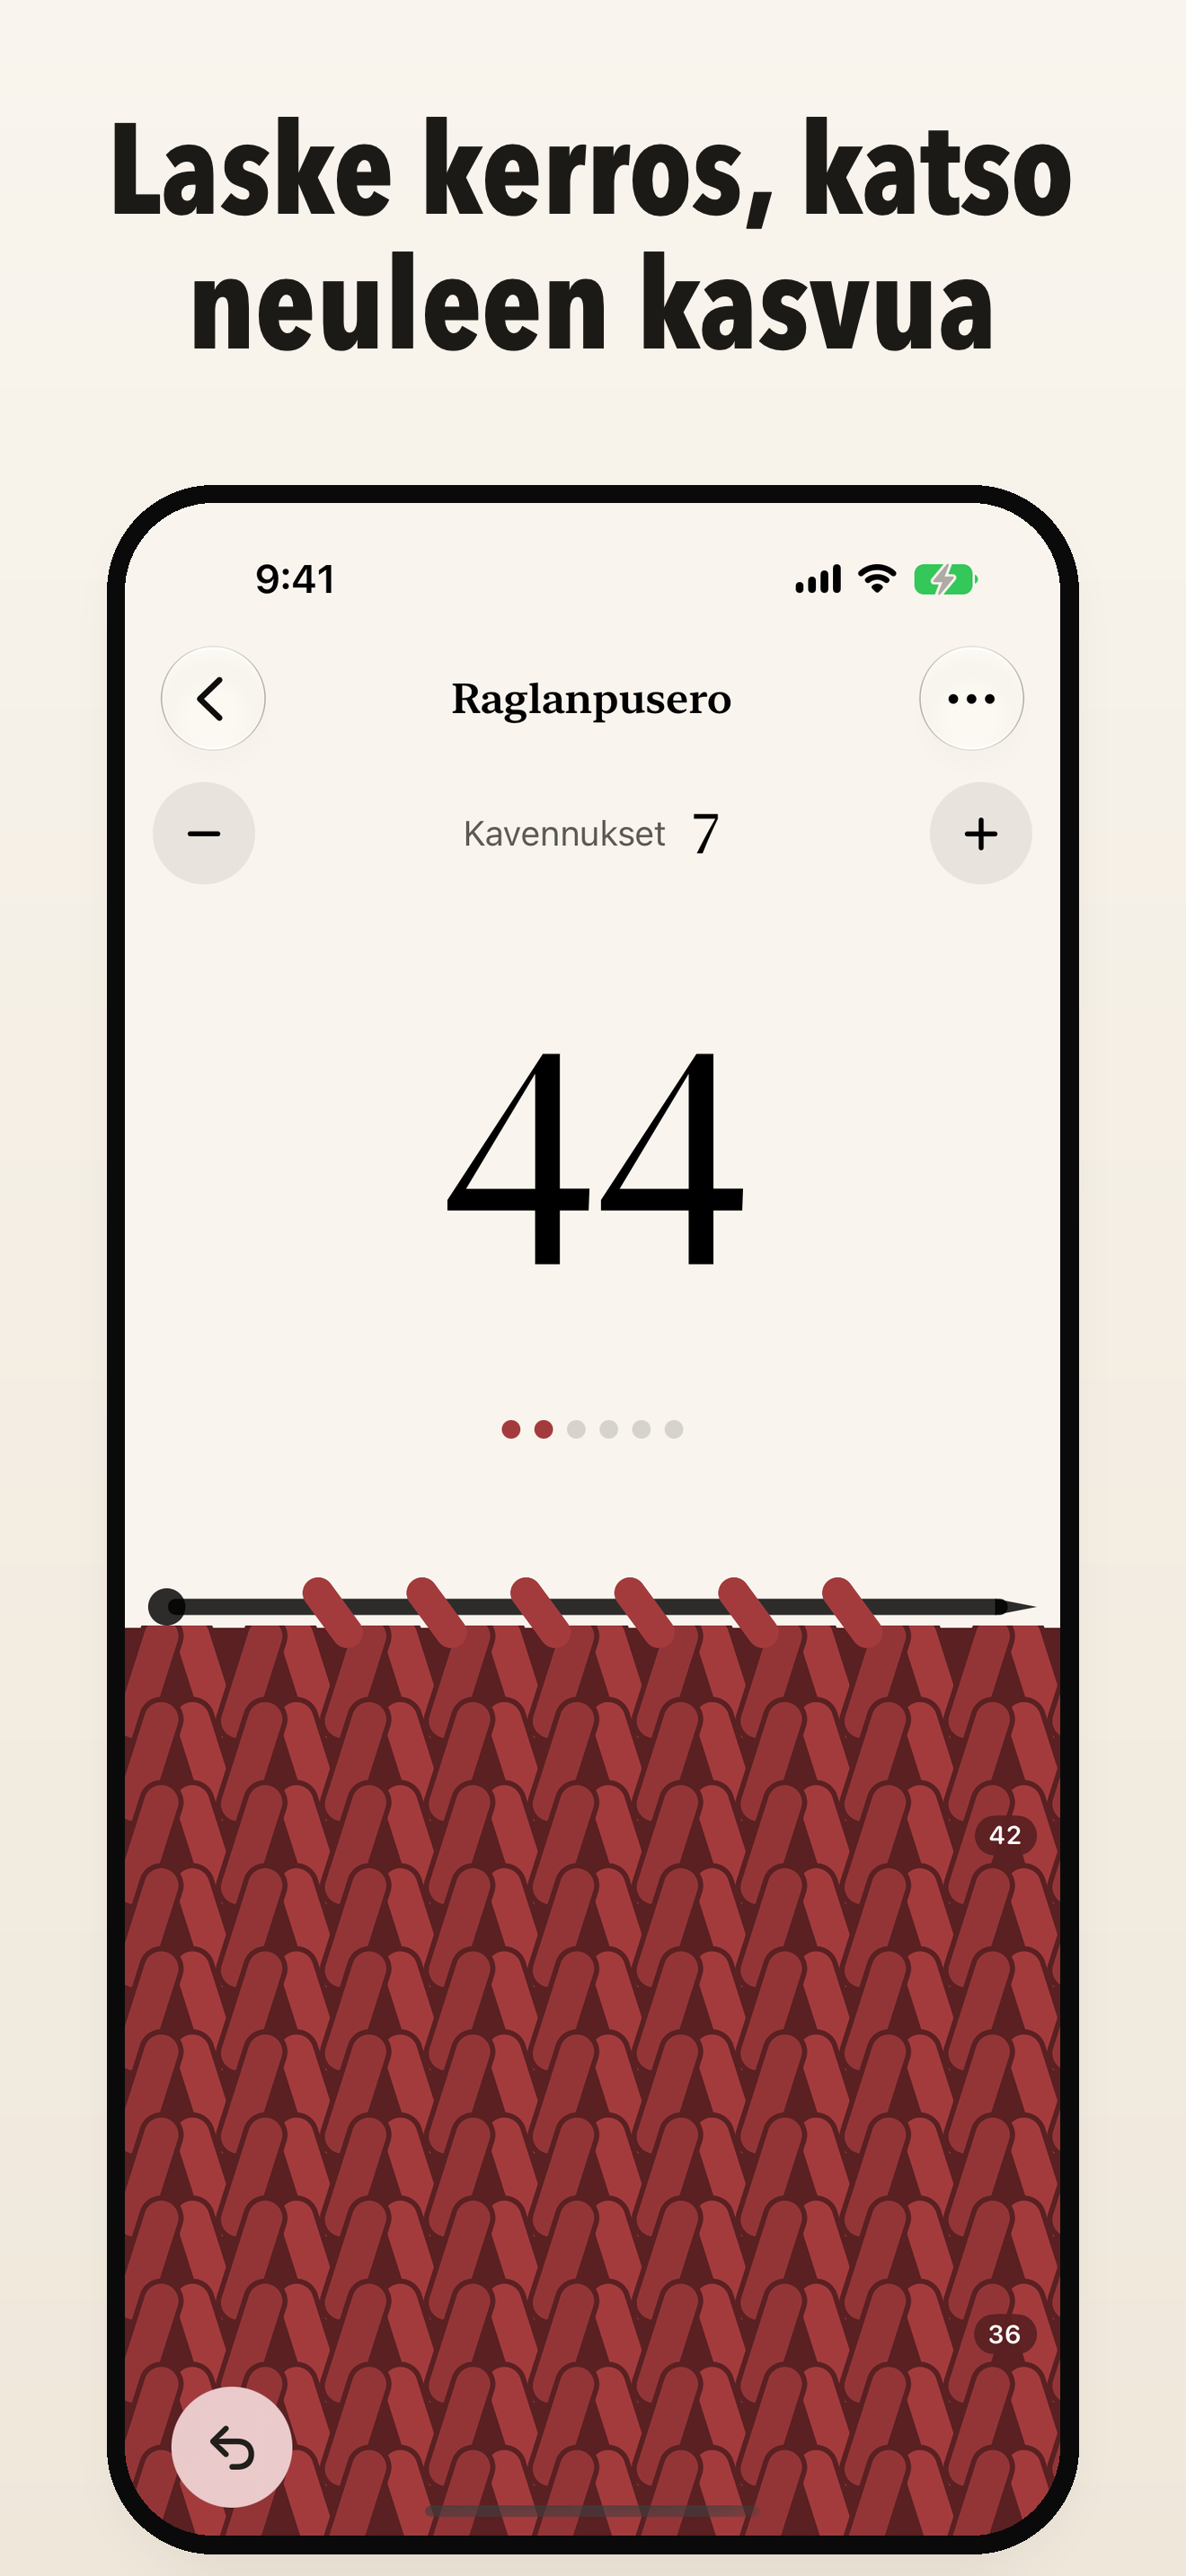 Laske kerros, katso
neuleen kasvua
9:41
Raglanpusero
Kavennukset 7
44
42
36